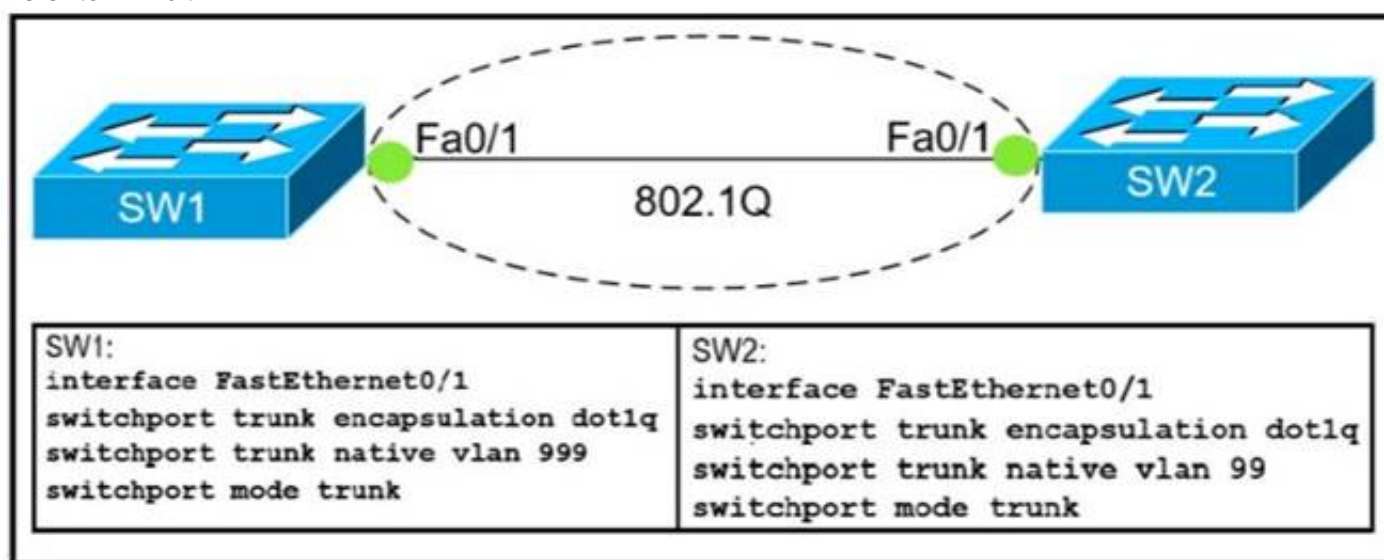 Fa0/1
Fa0/1
SW1
802.1Q
SW2
SW1:
interface FastEthernet0/1
switchport trunk encapsulation dot1q
switchport trunk native vlan 999
switchport mode trunk
SW2:
interface FastEthernet0/1
switchport trunk encapsulation dot1q
switchport trunk native vlan 99
switchport mode trunk